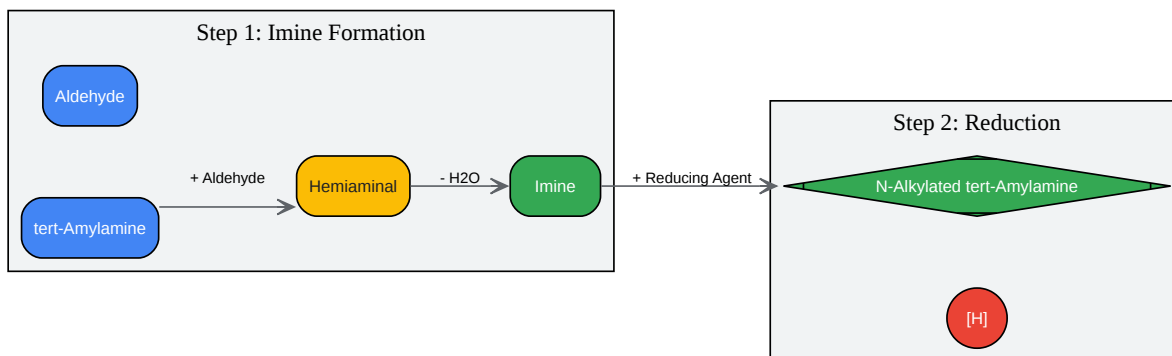 Step 1: Imine Formation
Aldehyde
+ Aldehyde
- H2O
tert-Amylamine
Hemiaminal
Imine
+ Reducing Agent
Step 2: Reduction
N-Alkylated tert-Amylamine
[H]